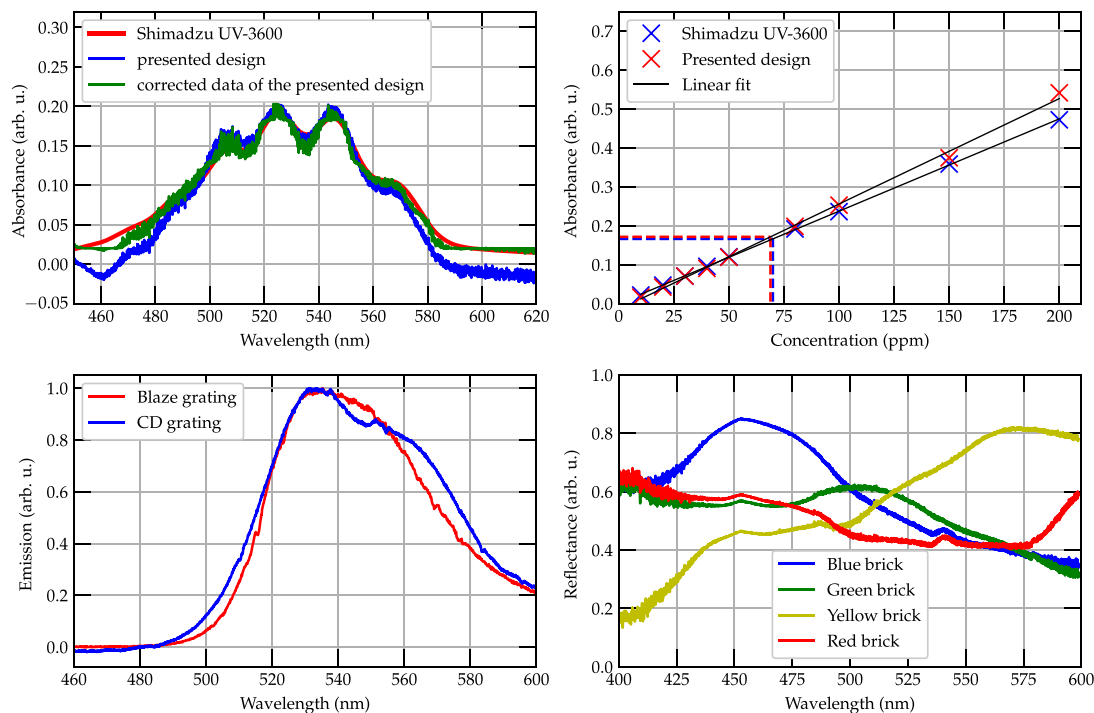 0.30
0.25
0.20
0.15
0.10
0.05
0.00
−0.05
Absorbance (arb. u.)
Shimadzu UV-3600
presented design
corrected data of the presented design
460 480 500 520 540 560 580 600 620
Wavelength (nm)
0.7
0.6
0.5
0.4
0.3
0.2
0.1
0.0
Absorbance (arb. u.)
Shimadzu UV-3600
Presented design
Linear fit
0 25 50 75 100 125 150 175 200
Concentration (ppm)
1.0
0.8
0.6
0.4
0.2
0.0
Emission (arb. u.)
Blaze grating
CD grating
460 480 500 520 540 560 580 600
Wavelength (nm)
1.0
0.8
0.6
0.4
0.2
0.0
Reflectance (arb. u.)
Blue brick
Green brick
Yellow brick
Red brick
400 425 450 475 500 525 550 575 600
Wavelength (nm)